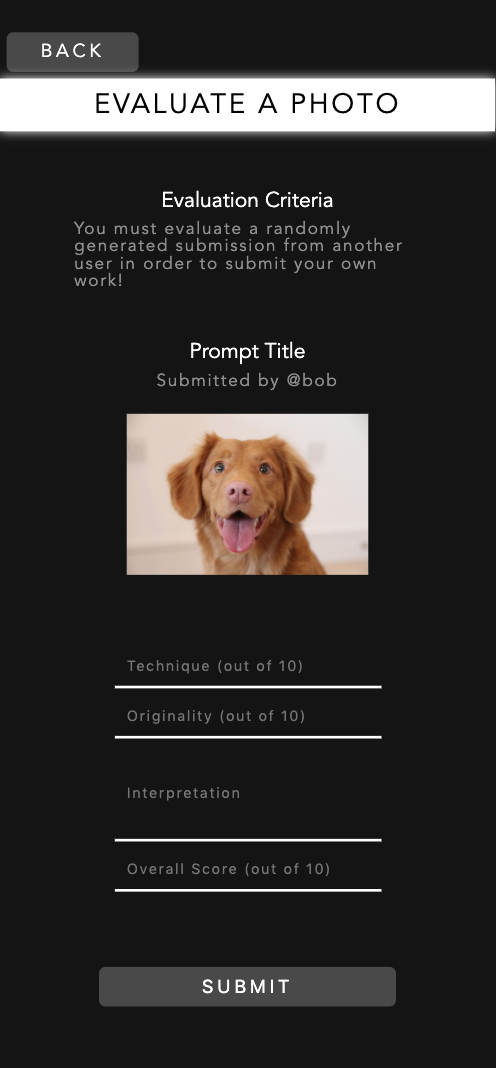 BACK
EVALUATE A PHOTO
Evaluation Criteria
You must evaluate a randomly
generated submission from another
user in order to submit your own
work!
Prompt Title
Submitted by @bob
Technique (out of 10)
Originality (out of 10)
Interpretation
Overall Score (out of 10)
SUBMIT